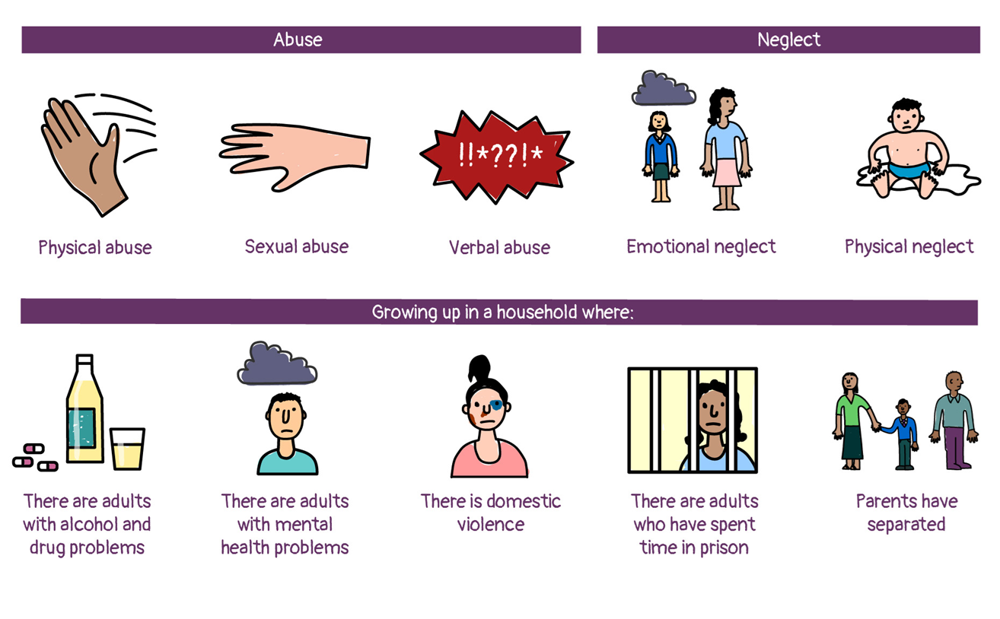 Abuse
Neglect
!!*??!*
Physical abuse
Sexual abuse
Verbal abuse
Emotional neglect
Physical neglect
Growing up in a household where:
There are adults
with alcohol and
drug problems
There are adults
with mental
health problems
There is domestic
violence
There are adults
who have spent
time in prison
Parents have
separated